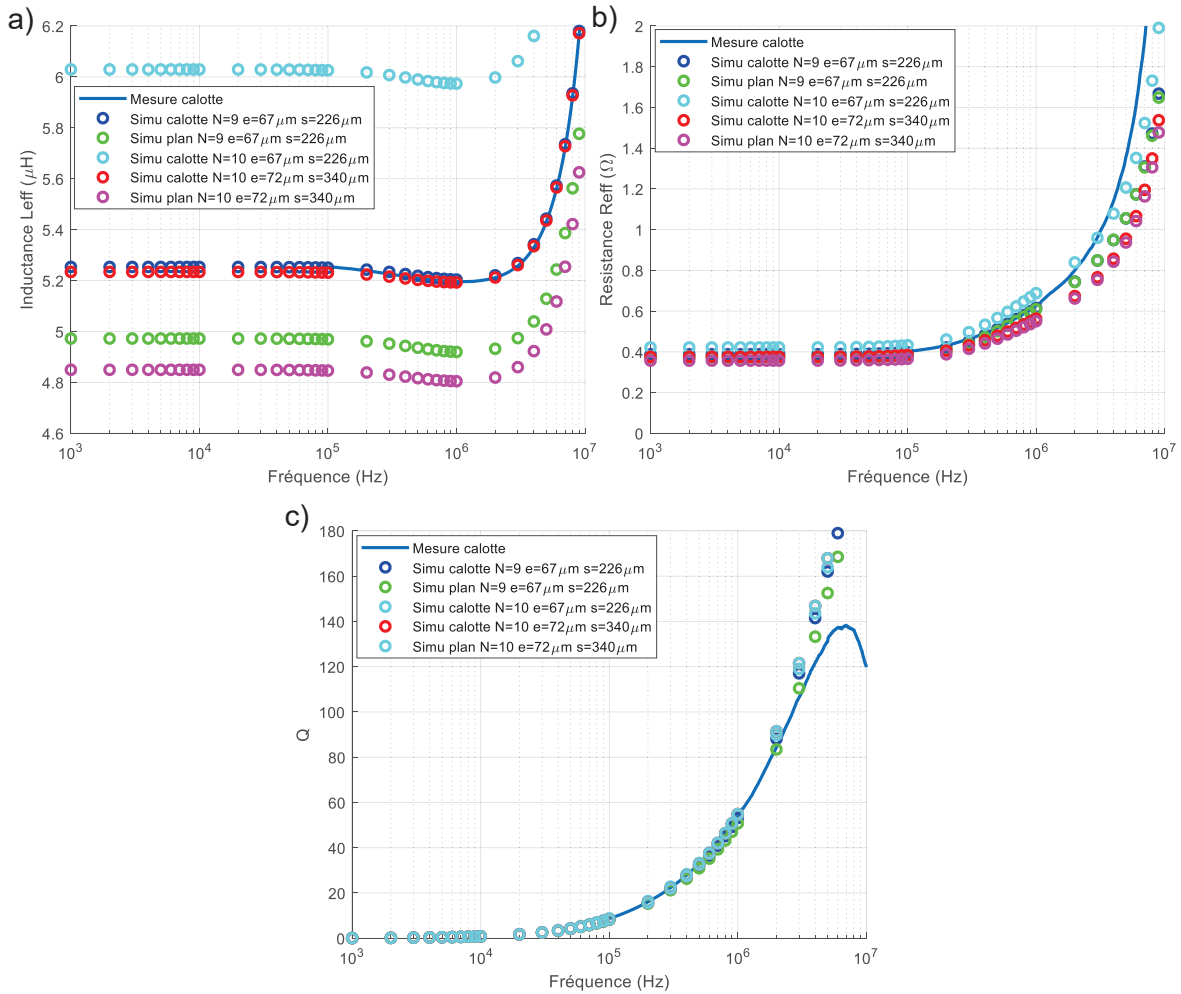 a)
6.2
6
5.8
5.6
5.4
5.2
5
4.8
4.6
Inductance Leff (μH)
Mesure calotte
Simu calotte N=9 e=67μm s=226μm
Simu plan N=9 e=67μm s=226μm
Simu calotte N=10 e=67μm s=226μm
Simu calotte N=10 e=72μm s=340μm
Simu plan N=10 e=72μm s=340μm
10³ 10⁴ 10⁵ 10⁶ 10⁷
Fréquence (Hz)
b)
2
1.8
1.6
1.4
1.2
1
0.8
0.6
0.4
0.2
0
Resistance Reff (Ω)
Mesure calotte
Simu calotte N=9 e=67μm s=226μm
Simu plan N=9 e=67μm s=226μm
Simu calotte N=10 e=67μm s=226μm
Simu calotte N=10 e=72μm s=340μm
Simu plan N=10 e=72μm s=340μm
10³ 10⁴ 10⁵ 10⁶ 10⁷
Fréquence (Hz)
c)
180
160
140
120
100
80
60
40
20
0
Q
Mesure calotte
Simu calotte N=9 e=67μm s=226μm
Simu plan N=9 e=67μm s=226μm
Simu calotte N=10 e=67μm s=226μm
Simu calotte N=10 e=72μm s=340μm
Simu plan N=10 e=72μm s=340μm
10³ 10⁴ 10⁵ 10⁶ 10⁷
Fréquence (Hz)